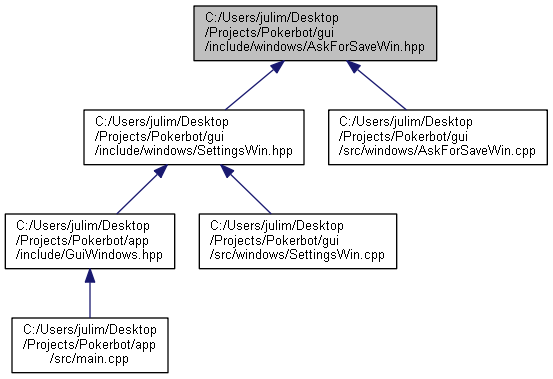 C:/Users/julim/Desktop
/Projects/Pokerbot/gui
/include/windows/AskForSaveWin.hpp
C:/Users/julim/Desktop
/Projects/Pokerbot/gui
/include/windows/SettingsWin.hpp
C:/Users/julim/Desktop
/Projects/Pokerbot/gui
/src/windows/AskForSaveWin.cpp
C:/Users/julim/Desktop
/Projects/Pokerbot/app
/include/GuiWindows.hpp
C:/Users/julim/Desktop
/Projects/Pokerbot/gui
/src/windows/SettingsWin.cpp
C:/Users/julim/Desktop
/Projects/Pokerbot/app
/src/main.cpp